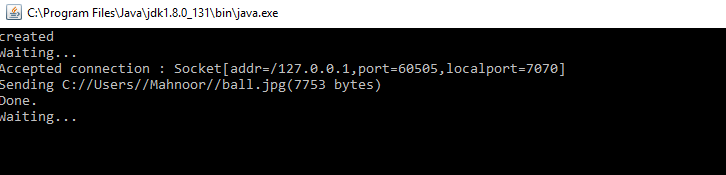 C:\Program Files\Java\jdk1.8.0_131\bin\java.exe
created
Waiting...
Accepted connection : Socket[addr=/127.0.0.1,port=60505,localport=7070]
Sending C://Users//Mahnoor//ball.jpg(7753 bytes)
Done.
Waiting...